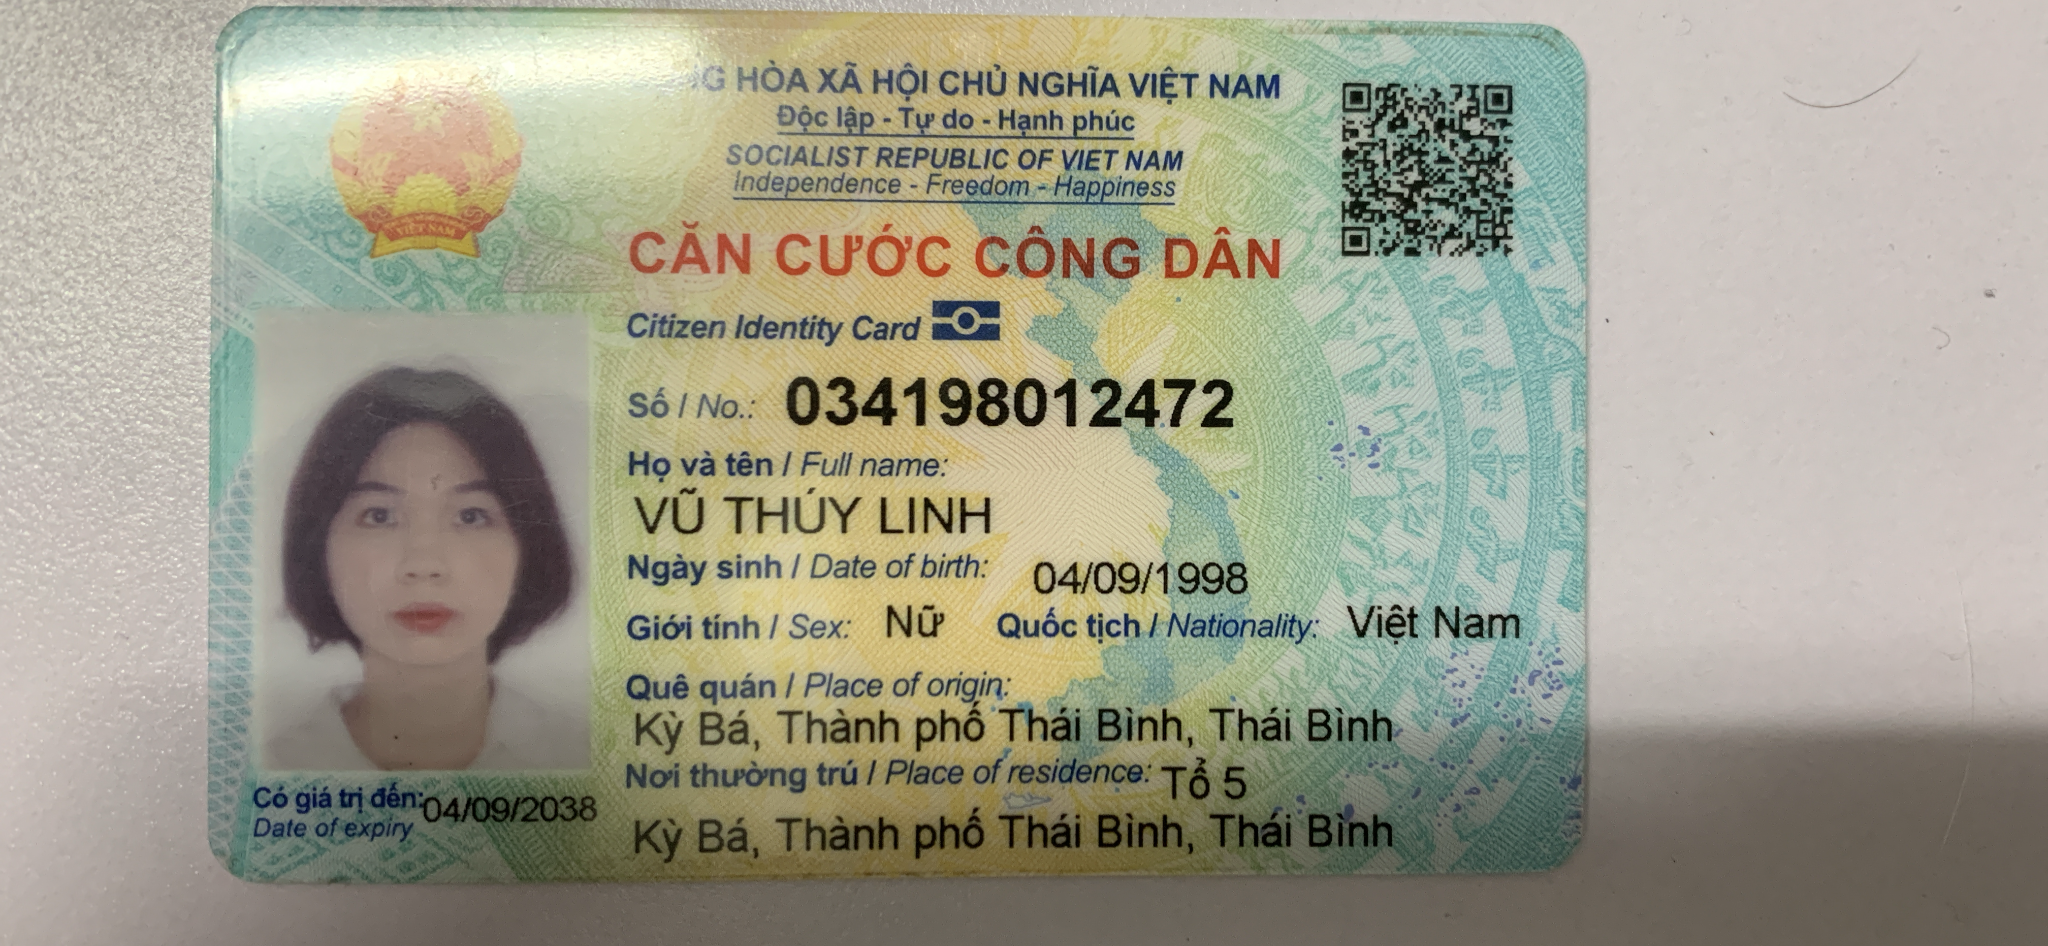 HÒA XÃ HỘI CHỦ NGHĨA VIỆT NAM
Độc lập - Tự do - Hạnh phúc
SOCIALIST REPUBLIC OF VIET NAM
Independence - Freedom - Happiness
VIỆT NAM
CĂN CƯỚC CÔNG DÂN
Citizen Identity Card
Số / No.: 034198012472
Họ và tên / Full name:
VŨ THÚY LINH
Ngày sinh / Date of birth: 04/09/1998
Giới tính / Sex: Nữ Quốc tịch / Nationality: Việt Nam
Quê quán / Place of origin:
Kỳ Bá, Thành phố Thái Bình, Thái Bình
Nơi thường trú / Place of residence: Tổ 5
Kỳ Bá, Thành phố Thái Bình, Thái Bình
Có giá trị đến: 04/09/2038
Date of expiry